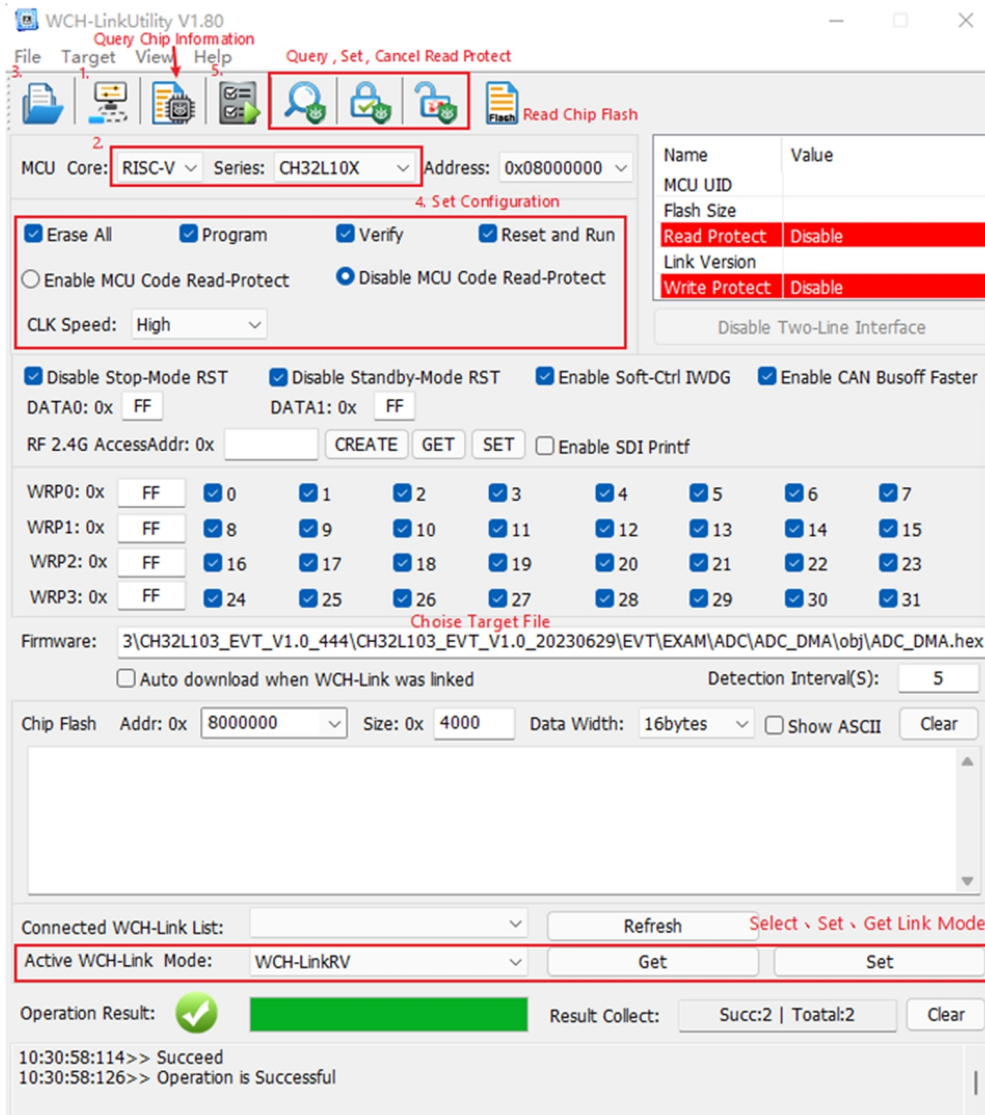 WCH-LinkUtility V1.80
Query Chip Information
File Target View Help
Query , Set , Cancel Read Protect
3. 1. 5.
Flash
Read Chip Flash
2.
MCU Core: RISC-V Series: CH32L10X Address: 0x08000000
4. Set Configuration
Erase All Program Verify Reset and Run
Enable MCU Code Read-Protect Disable MCU Code Read-Protect
CLK Speed: High
Name Value
MCU UID
Flash Size
Read Protect Disable
Link Version
Write Protect Disable
Disable Two-Line Interface
Disable Stop-Mode RST Disable Standby-Mode RST Enable Soft-Ctrl IWDG Enable CAN Busoff Faster
DATA0: 0x FF DATA1: 0x FF
RF 2.4G AccessAddr: 0x CREATE GET SET Enable SDI Printf
WRP0: 0x FF 0 1 2 3 4 5 6 7
WRP1: 0x FF 8 9 10 11 12 13 14 15
WRP2: 0x FF 16 17 18 19 20 21 22 23
WRP3: 0x FF 24 25 26 27 28 29 30 31
Choise Target File
Firmware: 3\CH32L103_EVT_V1.0_444\CH32L103_EVT_V1.0_20230629\EVT\EXAM\ADC\ADC_DMA\obj\ADC_DMA.hex
Auto download when WCH-Link was linked Detection Interval(S): 5
Chip Flash Addr: 0x 8000000 Size: 0x 4000 Data Width: 16bytes Show ASCII Clear
Connected WCH-Link List: Refresh Select、Set、Get Link Mode
Active WCH-Link Mode: WCH-LinkRV Get Set
Operation Result: Result Collect: Succ:2 | Toatal:2 Clear
10:30:58:114>> Succeed
10:30:58:126>> Operation is Successful